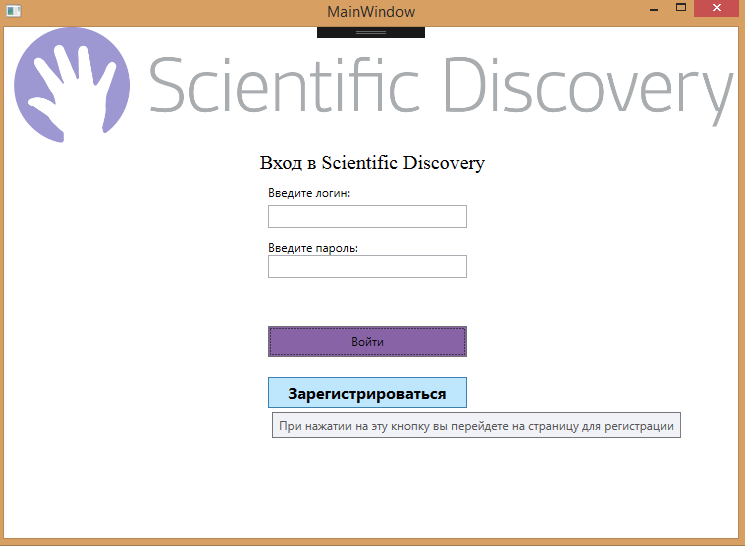 MainWindow
Scientific Discovery
Вход в Scientific Discovery
Введите логин:
Введите пароль:
Войти
Зарегистрироваться
При нажатии на эту кнопку вы перейдете на страницу для регистрации